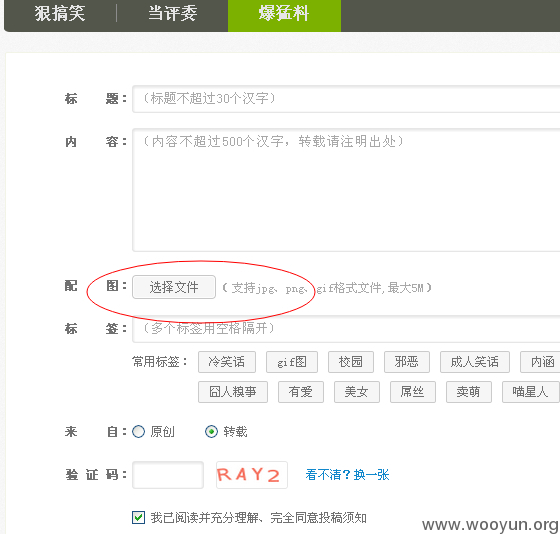 狠搞笑 当评委 爆猛料
标 题： （标题不超过30个汉字）
内 容： （内容不超过500个汉字，转载请注明出处）
配 图： 选择文件 （支持jpg、png、gif格式文件,最大5M）
标 签： （多个标签用空格隔开）
常用标签： 冷笑话 gif图 校园 邪恶 成人笑话 内涵
囧人糗事 有爱 美女 屌丝 卖萌 喵星人
来 自： 原创 转载
验 证 码： RAY2 看不清？换一张
我已阅读并充分理解、完全同意投稿须知
www.wooyun.org